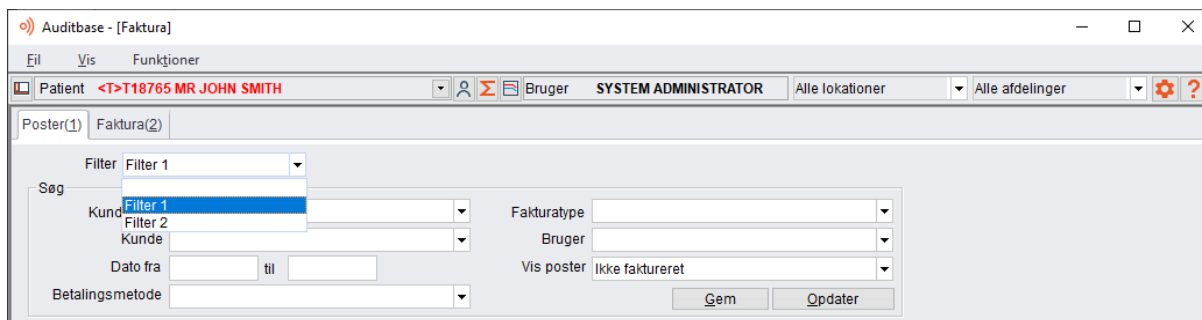 Auditbase - [Faktura]
Fil Vis Funktioner
Patient <T>T18765 MR JOHN SMITH Bruger SYSTEM ADMINISTRATOR Alle lokationer Alle afdelinger
Poster(1) Faktura(2)
Filter Filter 1
Søg
Filter 1
Filter 2
Kund Fakturatype
Kunde Bruger
Dato fra til Vis poster Ikke faktureret
Betalingsmetode Gem Opdater